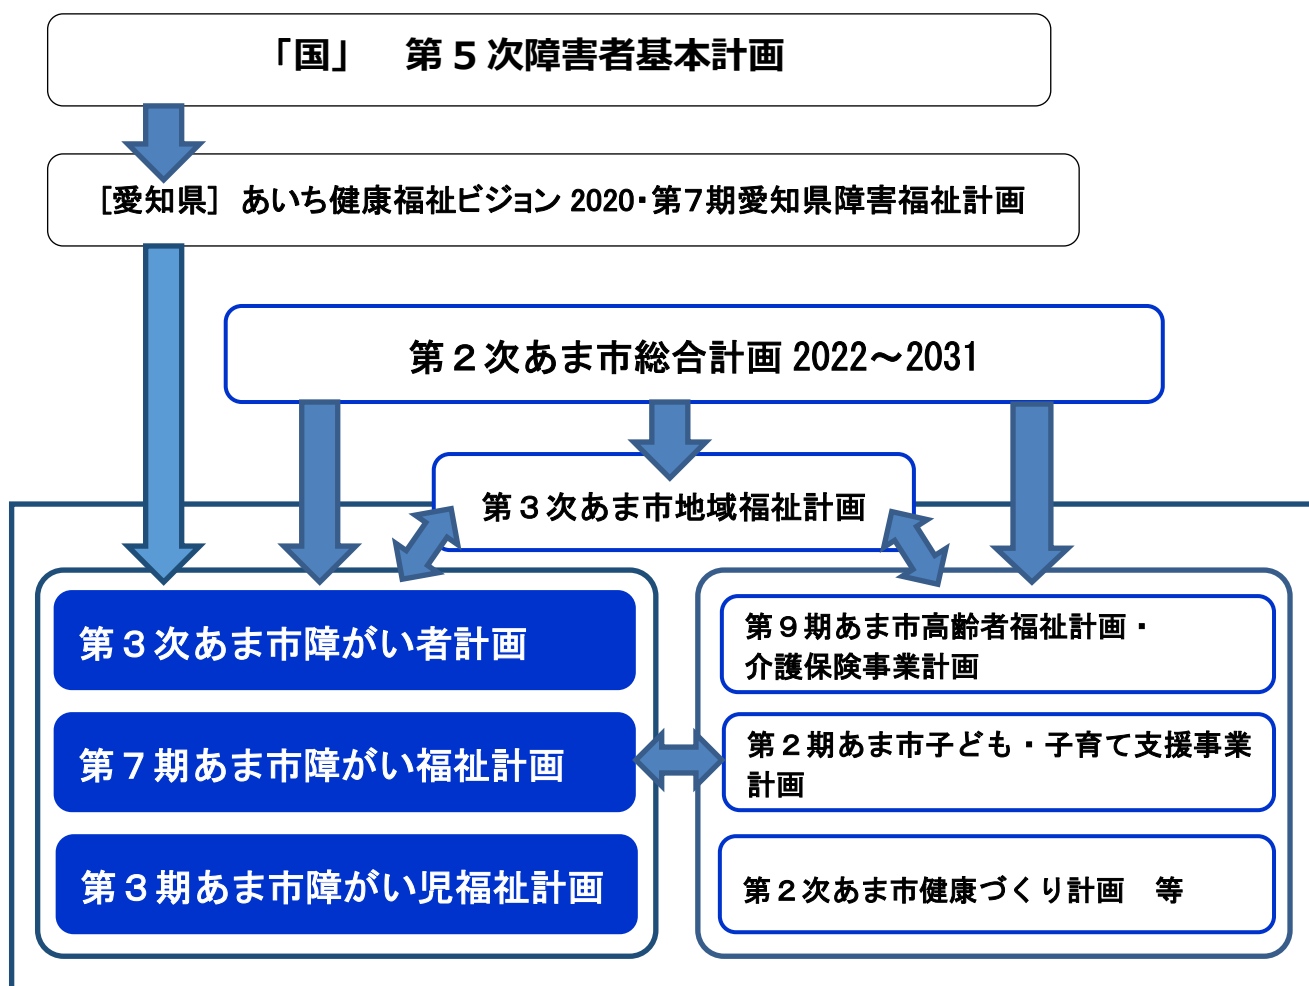 「国」　第５次障害者基本計画
［愛知県］ あいち健康福祉ビジョン 2020・第７期愛知県障害福祉計画
第２次あま市総合計画 2022～2031
第３次あま市地域福祉計画
第３次あま市障がい者計画
第７期あま市障がい福祉計画
第３期あま市障がい児福祉計画
第９期あま市高齢者福祉計画・
介護保険事業計画
第２期あま市子ども・子育て支援事業
計画
第２次あま市健康づくり計画　等